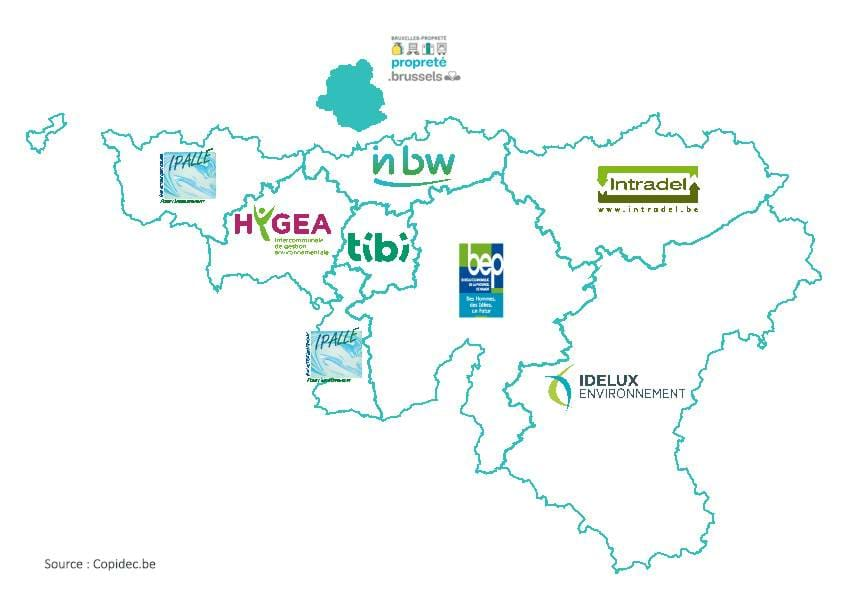 BRUXELLES-PROPRETÉ
propreté
.brussels
in bw
IPALLE
Intradel
www.intradel.be
HYGEA
Intercommunale
de gestion
environnementale
tibi
bep
Des Hommes,
des Idées,
un Futur
IPALLE
IDELUX
ENVIRONNEMENT
Source : Copidec.be